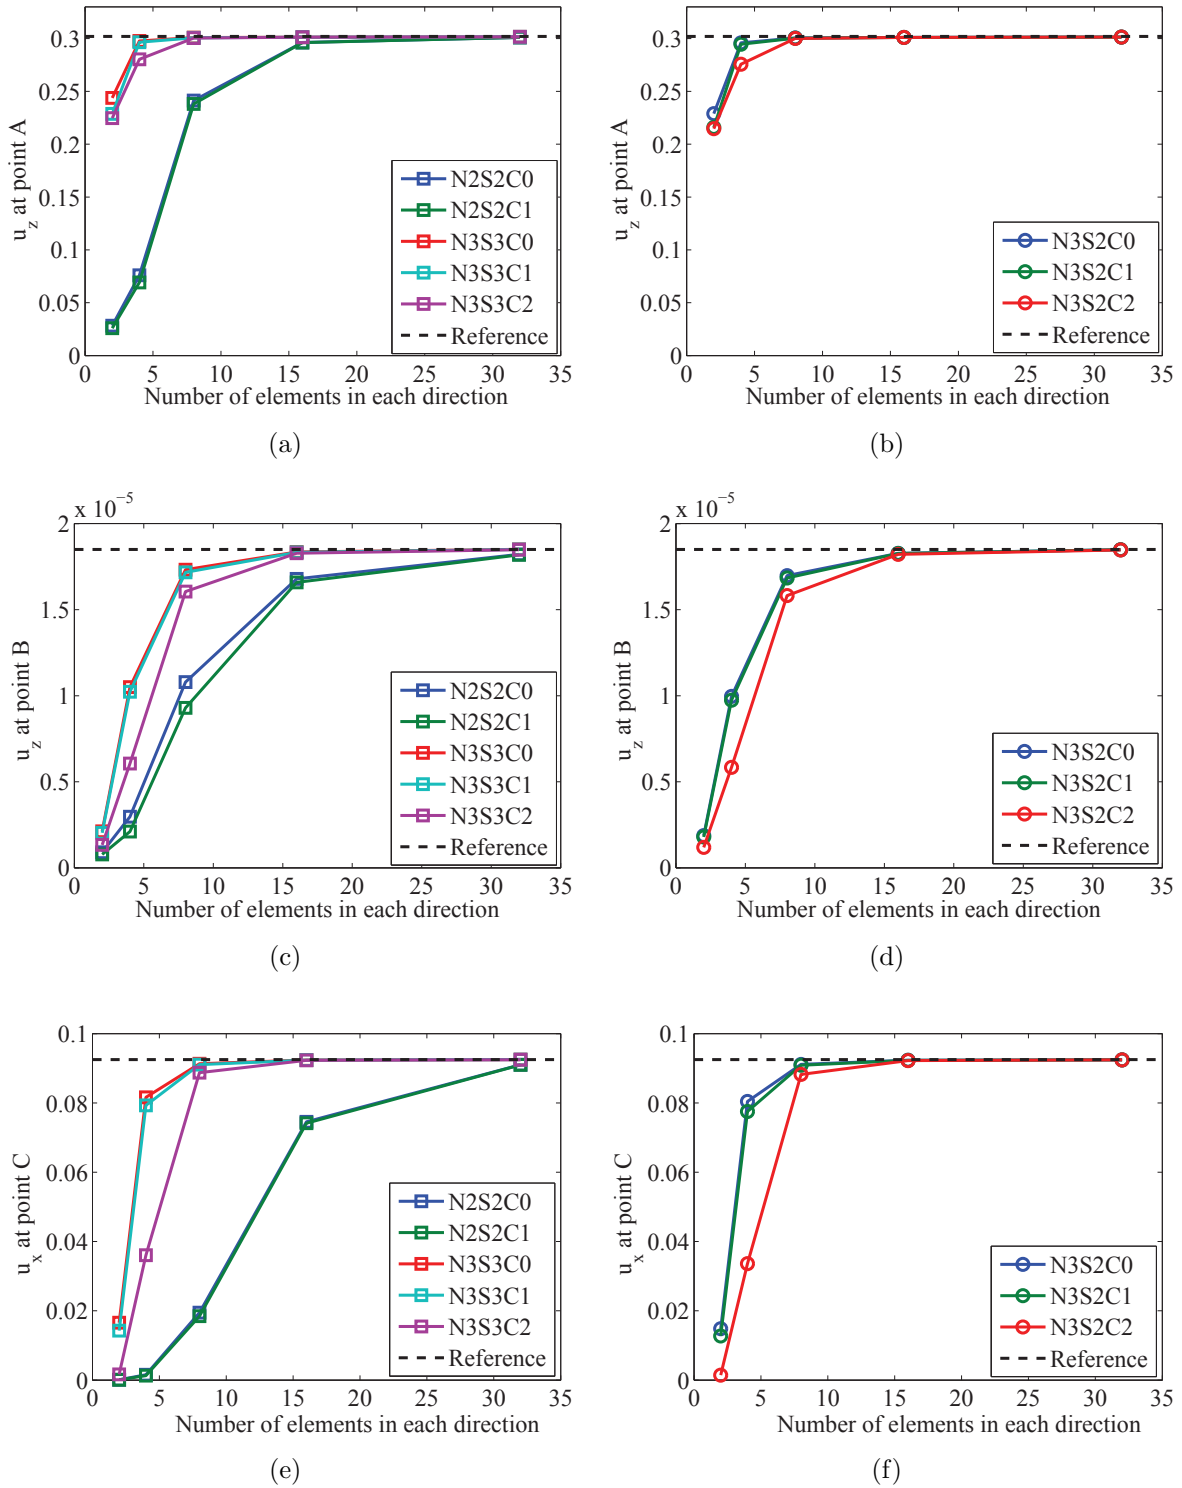 0.3
0.25
0.2
0.15
0.1
0.05
0
u_z at point A
N2S2C0
N2S2C1
N3S3C0
N3S3C1
N3S3C2
Reference
0 5 10 15 20 25 30 35
Number of elements in each direction
(a)
0.3
0.25
0.2
0.15
0.1
0.05
0
u_z at point A
N3S2C0
N3S2C1
N3S2C2
Reference
0 5 10 15 20 25 30 35
Number of elements in each direction
(b)
x 10^-5
2
1.5
1
0.5
0
u_z at point B
N2S2C0
N2S2C1
N3S3C0
N3S3C1
N3S3C2
Reference
0 5 10 15 20 25 30 35
Number of elements in each direction
(c)
x 10^-5
2
1.5
1
0.5
0
u_z at point B
N3S2C0
N3S2C1
N3S2C2
Reference
0 5 10 15 20 25 30 35
Number of elements in each direction
(d)
0.1
0.08
0.06
0.04
0.02
0
u_x at point C
N2S2C0
N2S2C1
N3S3C0
N3S3C1
N3S3C2
Reference
0 5 10 15 20 25 30 35
Number of elements in each direction
(e)
0.1
0.08
0.06
0.04
0.02
0
u_x at point C
N3S2C0
N3S2C1
N3S2C2
Reference
0 5 10 15 20 25 30 35
Number of elements in each direction
(f)